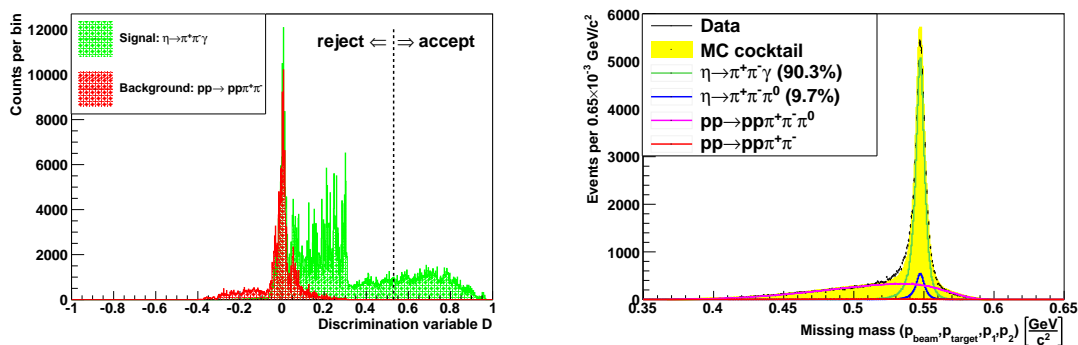 Counts per bin
12000
10000
8000
6000
4000
2000
0
Signal: η→π⁺π⁻γ
Background: pp→ ppπ⁺π⁻
reject ⇐ ⇒ accept
-1 -0.8 -0.6 -0.4 -0.2 0 0.2 0.4 0.6 0.8 1
Discrimination variable D
Events per 0.65×10⁻³ GeV/c²
6000
5000
4000
3000
2000
1000
0
Data
MC cocktail
η→π⁺π⁻γ (90.3%)
η→π⁺π⁻π⁰ (9.7%)
pp→ppπ⁺π⁻π⁰
pp→ppπ⁺π⁻
0.35 0.4 0.45 0.5 0.55 0.6 0.65
Missing mass (p_beam,p_target,p₁,p₂) [GeV/c²]